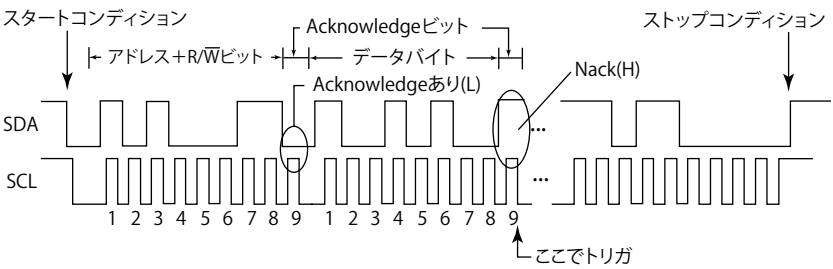 スタートコンディション
Acknowledgeビット
ストップコンディション
アドレス＋R/W̅ビット
データバイト
Acknowledgeあり(L)
Nack(H)
SDA
...
SCL
...
1 2 3 4 5 6 7 8 9 1 2 3 4 5 6 7 8 9
ここでトリガ